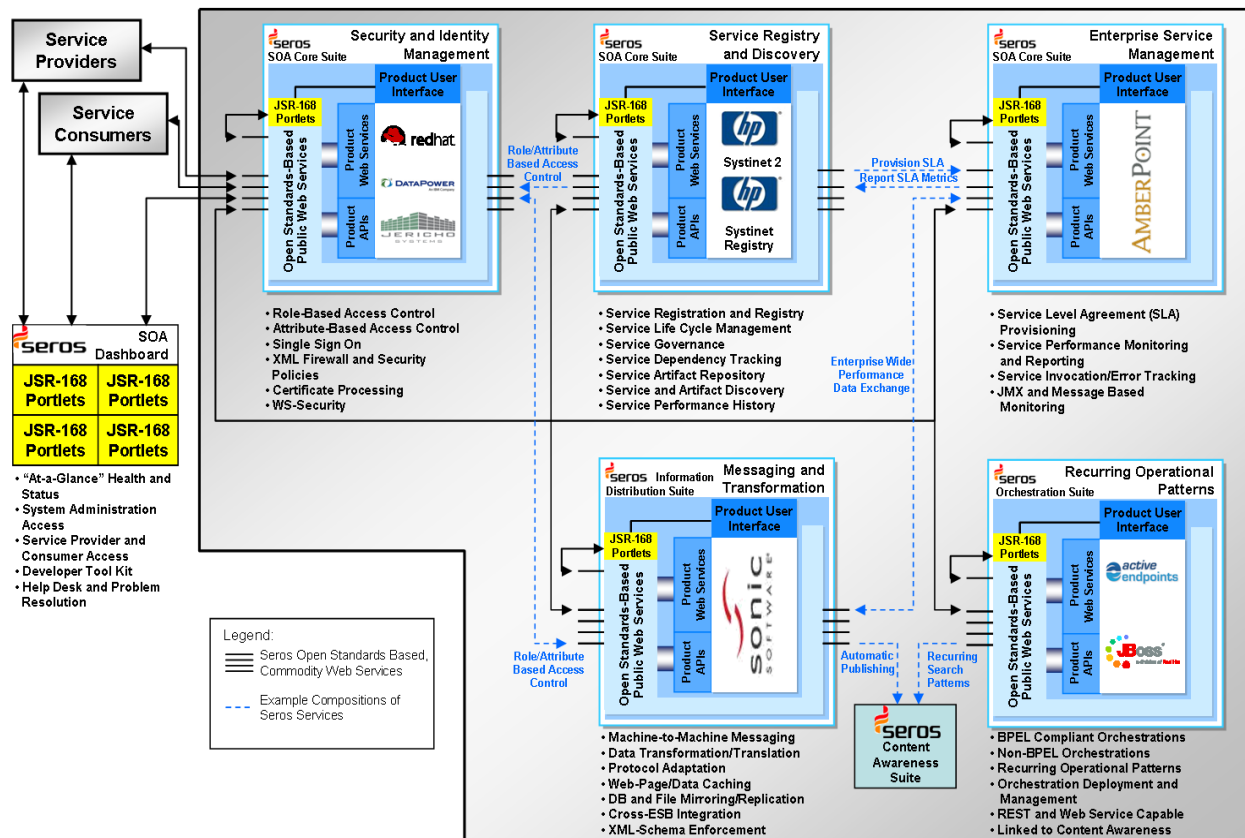 Service
Providers
Service
Consumers
seros
SOA
Dashboard
JSR-168
Portlets
JSR-168
Portlets
JSR-168
Portlets
JSR-168
Portlets
• "At-a-Glance" Health and
Status
• System Administration
Access
• Service Provider and
Consumer Access
• Developer Tool Kit
• Help Desk and Problem
Resolution
seros
SOA Core Suite
Security and Identity
Management
Product User
Interface
JSR-168
Portlets
Open Standards-Based
Public Web Services
Product
Web Services
Product
APIs
redhat
DATAPOWER
JERICHO
SYSTEMS
• Role-Based Access Control
• Attribute-Based Access Control
• Single Sign On
• XML Firewall and Security
Policies
• Certificate Processing
• WS-Security
Role/Attribute
Based Access
Control
seros
SOA Core Suite
Service Registry
and Discovery
Product User
Interface
JSR-168
Portlets
Open Standards-Based
Public Web Services
Product
Web Services
Product
APIs
hp
Systinet 2
hp
Systinet
Registry
• Service Registration and Registry
• Service Life Cycle Management
• Service Governance
• Service Dependency Tracking
• Service Artifact Repository
• Service and Artifact Discovery
• Service Performance History
Provision SLA
Report SLA Metrics
Enterprise Wide
Performance
Data Exchange
seros
SOA Core Suite
Enterprise Service
Management
Product User
Interface
JSR-168
Portlets
Open Standards-Based
Public Web Services
Product
Web Services
Product
APIs
AMBERPOINT
• Service Level Agreement (SLA)
Provisioning
• Service Performance Monitoring
and Reporting
• Service Invocation/Error Tracking
• JMX and Message Based
Monitoring
Legend:
Seros Open Standards Based,
Commodity Web Services
Example Compositions of
Seros Services
Role/Attribute
Based Access
Control
seros
Information
Distribution Suite
Messaging and
Transformation
Product User
Interface
JSR-168
Portlets
Open Standards-Based
Public Web Services
Product
Web Services
Product
APIs
sonic
SOFTWARE
• Machine-to-Machine Messaging
• Data Transformation/Translation
• Protocol Adaptation
• Web-Page/Data Caching
• DB and File Mirroring/Replication
• Cross-ESB Integration
• XML-Schema Enforcement
Automatic
Publishing
Recurring
Search
Patterns
seros
Content
Awareness
Suite
seros
Orchestration Suite
Recurring Operational
Patterns
Product User
Interface
JSR-168
Portlets
Open Standards-Based
Public Web Services
Product
Web Services
Product
APIs
active
endpoints
JBoss
• BPEL Compliant Orchestrations
• Non-BPEL Orchestrations
• Recurring Operational Patterns
• Orchestration Deployment and
Management
• REST and Web Service Capable
• Linked to Content Awareness